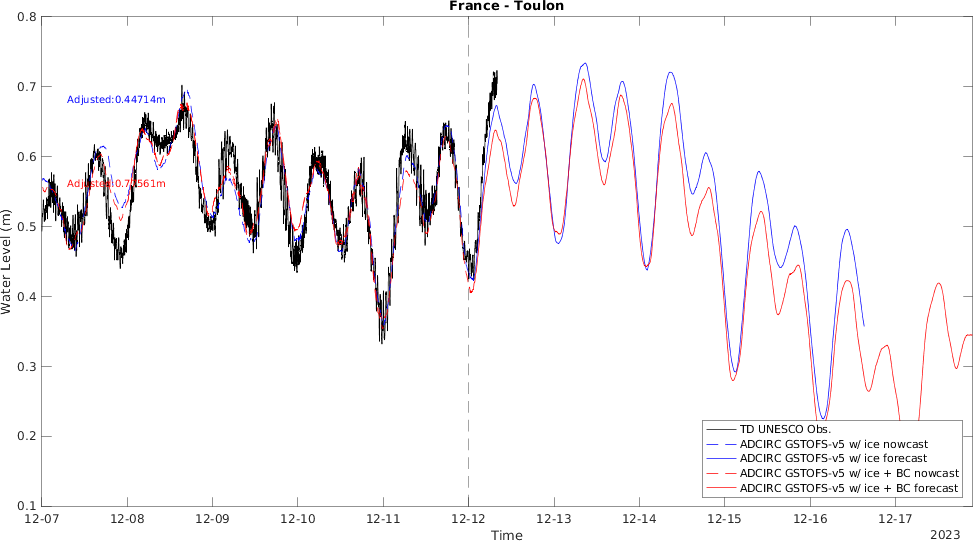 France - Toulon
0.8
0.7
0.6
0.5
0.4
0.3
0.2
0.1
Water Level (m)
Adjusted:0.44714m
TD UNESCO Obs.
ADCIRC GSTOFS-v5 w/ ice nowcast
ADCIRC GSTOFS-v5 w/ ice forecast
ADCIRC GSTOFS-v5 w/ ice + BC nowcast
ADCIRC GSTOFS-v5 w/ ice + BC forecast
12-07 12-08 12-09 12-10 12-11 12-12 12-13 12-14 12-15 12-16 12-17
Time
2023